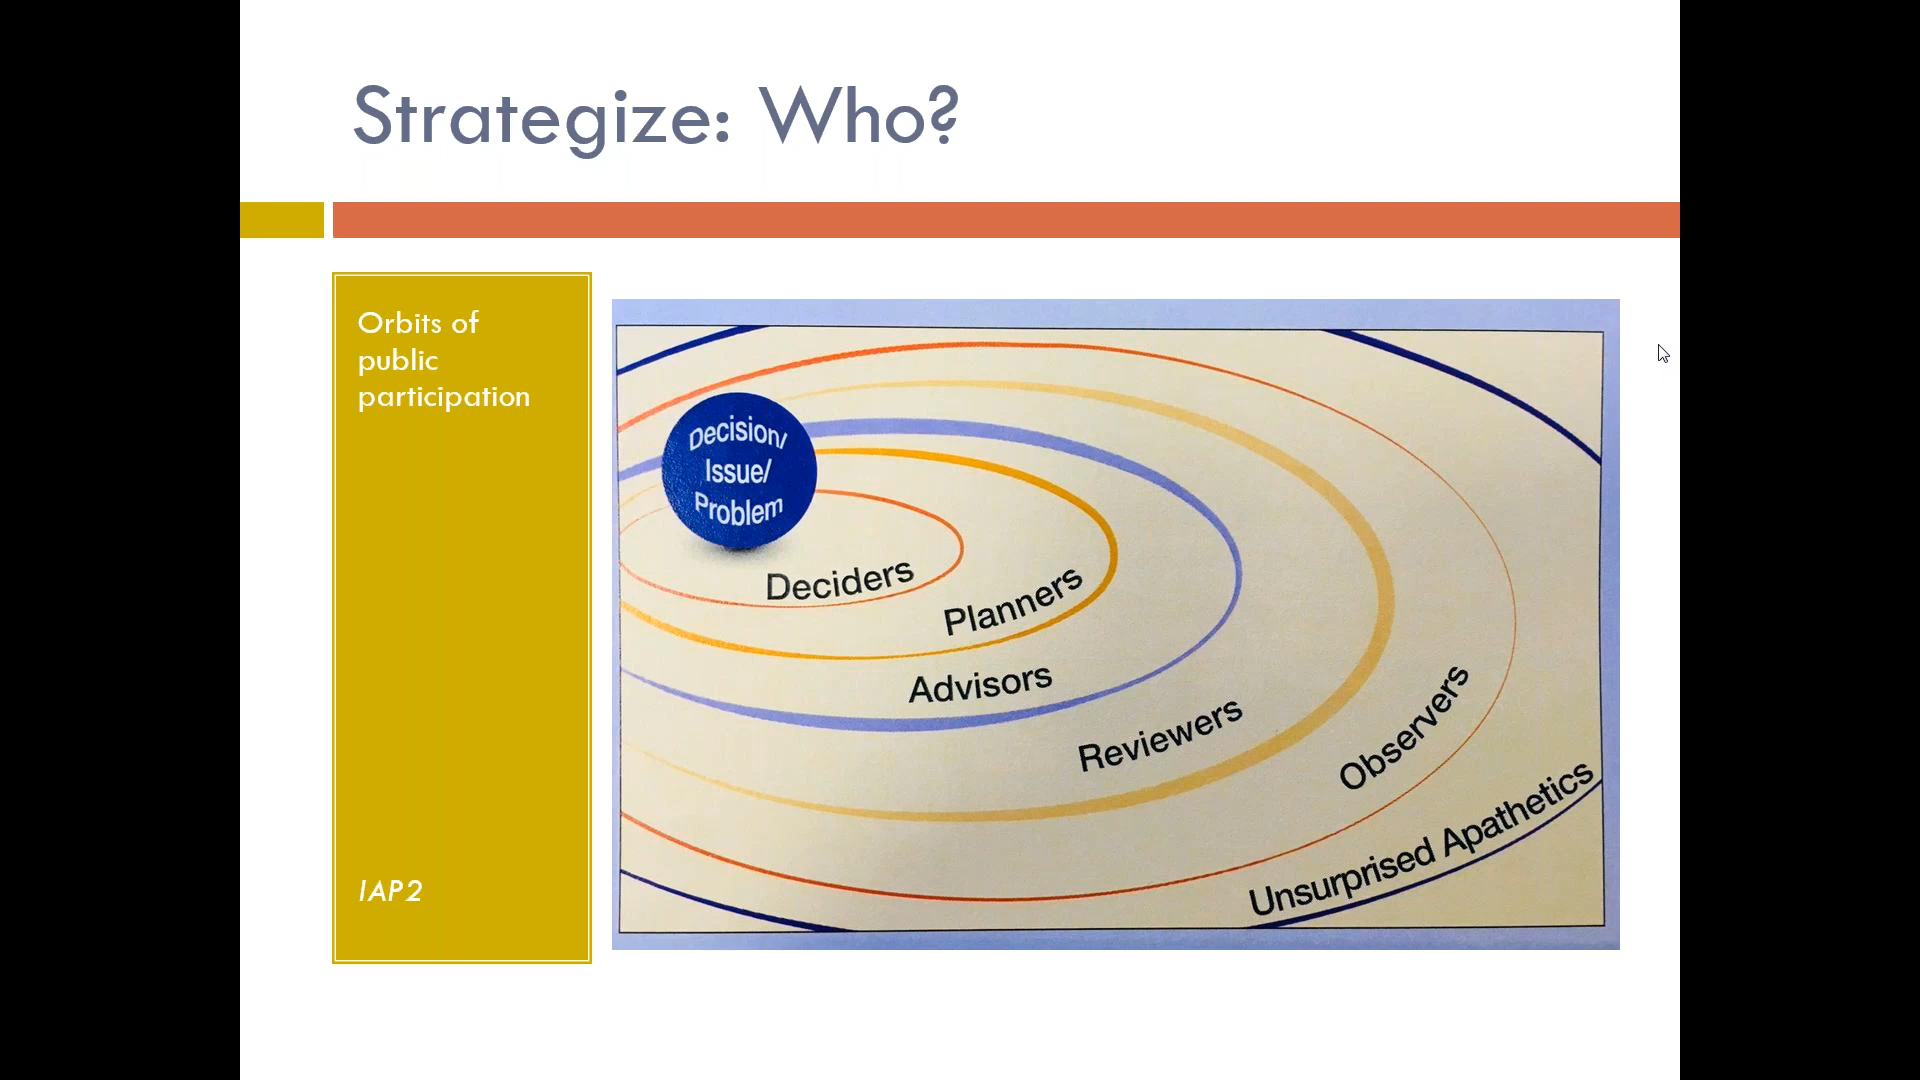 Strategize: Who?
Orbits of
public
participation
IAP2
Decision/
Issue/
Problem
Deciders
Planners
Advisors
Reviewers
Observers
Unsurprised Apathetics